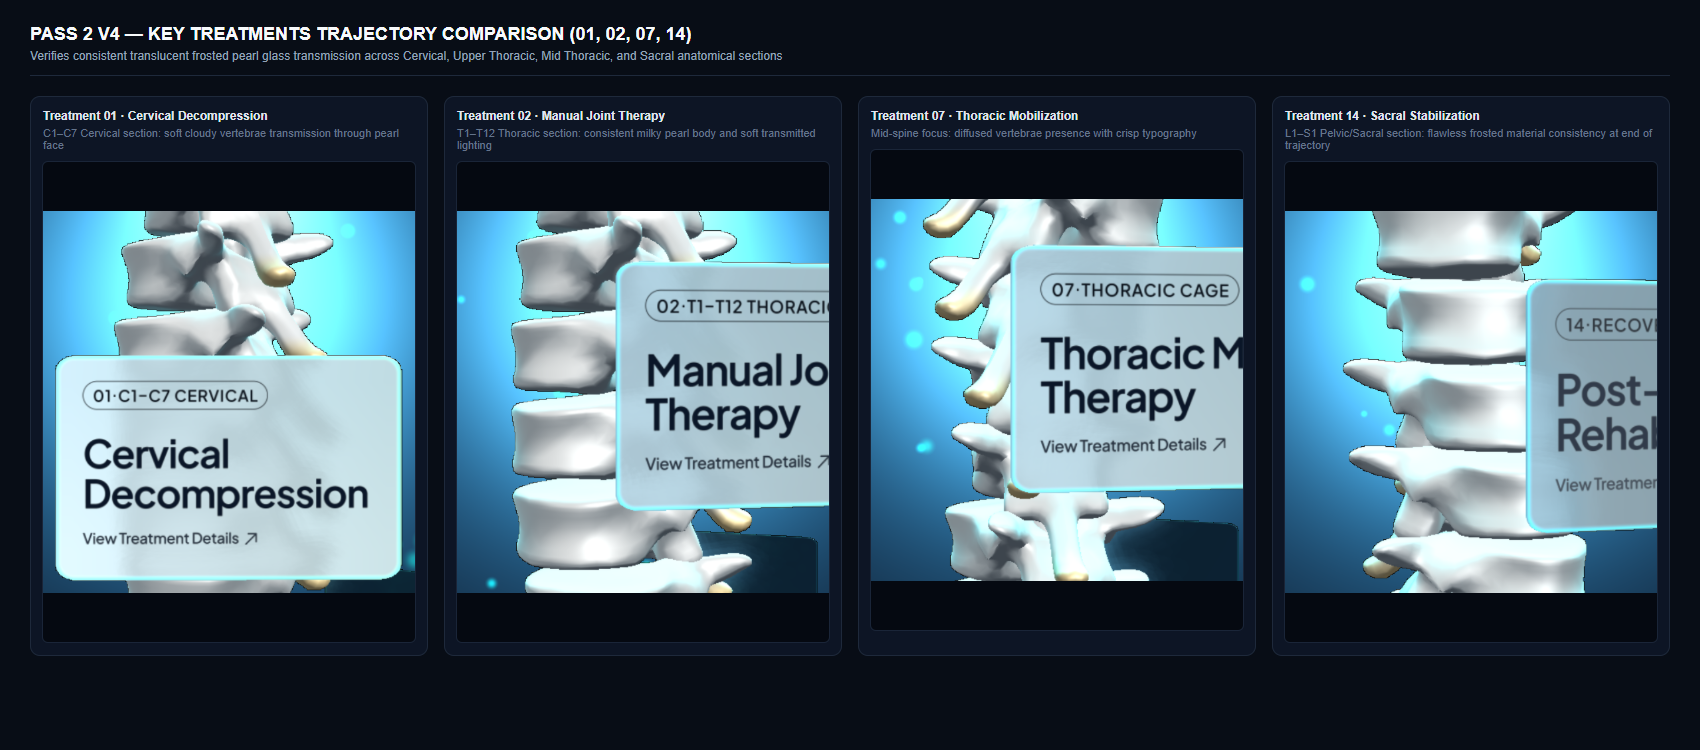 PASS 2 V4 — KEY TREATMENTS TRAJECTORY COMPARISON (01, 02, 07, 14)
Verifies consistent translucent frosted pearl glass transmission across Cervical, Upper Thoracic, Mid Thoracic, and Sacral anatomical sections
Treatment 01 · Cervical Decompression
C1–C7 Cervical section: soft cloudy vertebrae transmission through pearl
face
01·C1–C7 CERVICAL
Cervical
Decompression
View Treatment Details ↗
Treatment 02 · Manual Joint Therapy
T1–T12 Thoracic section: consistent milky pearl body and soft transmitted
lighting
02·T1–T12 THORACI
Manual Jo
Therapy
View Treatment Details ↗
Treatment 07 · Thoracic Mobilization
Mid-spine focus: diffused vertebrae presence with crisp typography
07·THORACIC CAGE
Thoracic M
Therapy
View Treatment Details ↗
Treatment 14 · Sacral Stabilization
L1–S1 Pelvic/Sacral section: flawless frosted material consistency at end of
trajectory
14·RECOV
Post-
Rehab
View Treatmen